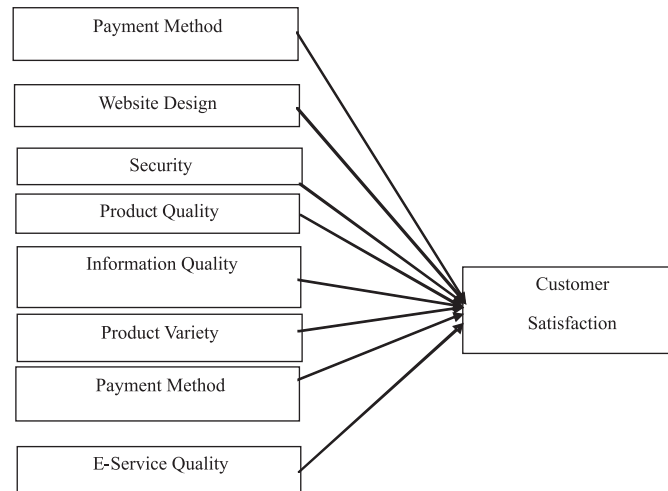 Payment Method
Website Design
Security
Product Quality
Information Quality
Product Variety
Payment Method
E-Service Quality
Customer
Satisfaction